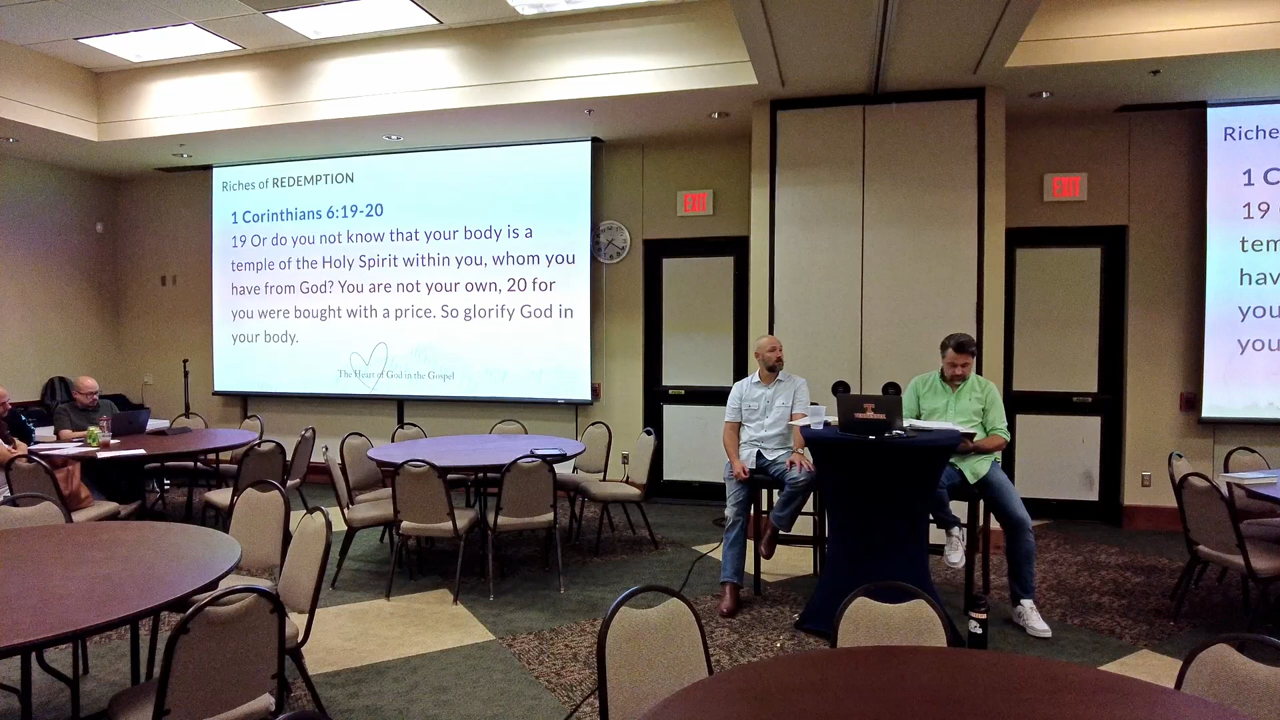 Riches of REDEMPTION
1 Corinthians 6:19-20
19 Or do you not know that your body is a
temple of the Holy Spirit within you, whom you
have from God? You are not your own, 20 for
you were bought with a price. So glorify God in
your body.
The Heart of God in the Gospel
EXIT
EXIT
Riche
1 C
19
tem
hav
you
you